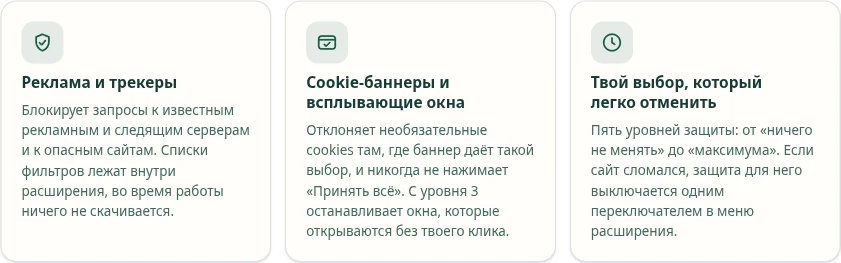 Реклама и трекеры
Блокирует запросы к известным
рекламным и следящим серверам
и к опасным сайтам. Списки
фильтров лежат внутри
расширения, во время работы
ничего не скачивается.
Cookie-баннеры и
всплывающие окна
Отклоняет необязательные
cookies там, где баннер даёт такой
выбор, и никогда не нажимает
«Принять всё». С уровня 3
останавливает окна, которые
открываются без твоего клика.
Твой выбор, который
легко отменить
Пять уровней защиты: от «ничего
не менять» до «максимума». Если
сайт сломался, защита для него
выключается одним
переключателем в меню
расширения.